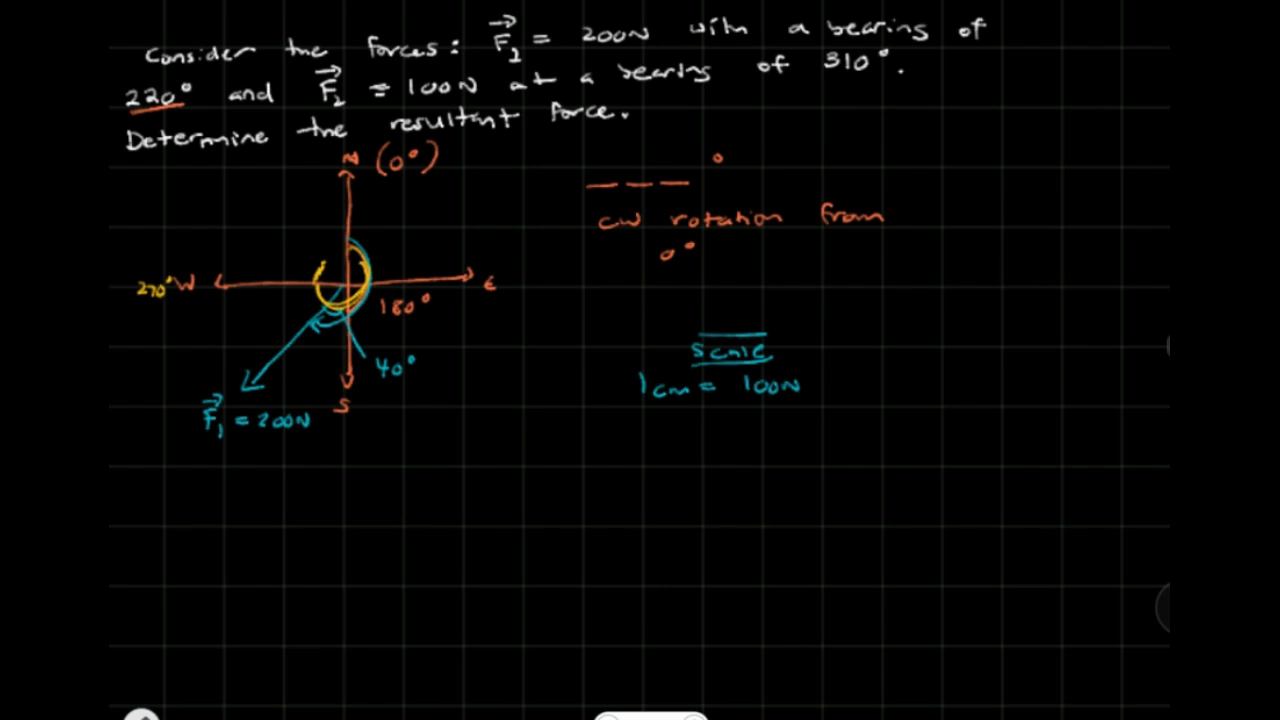 Consider the forces: F₂ = 200N with a bearing of
220° and F₂ = 100N at a bearing of 310°.
Determine the resultant force.
N (0°)
___ °
cw rotation from
0°
270° W
E
180°
scale
1cm = 100N
40°
S
F₁ = 200N